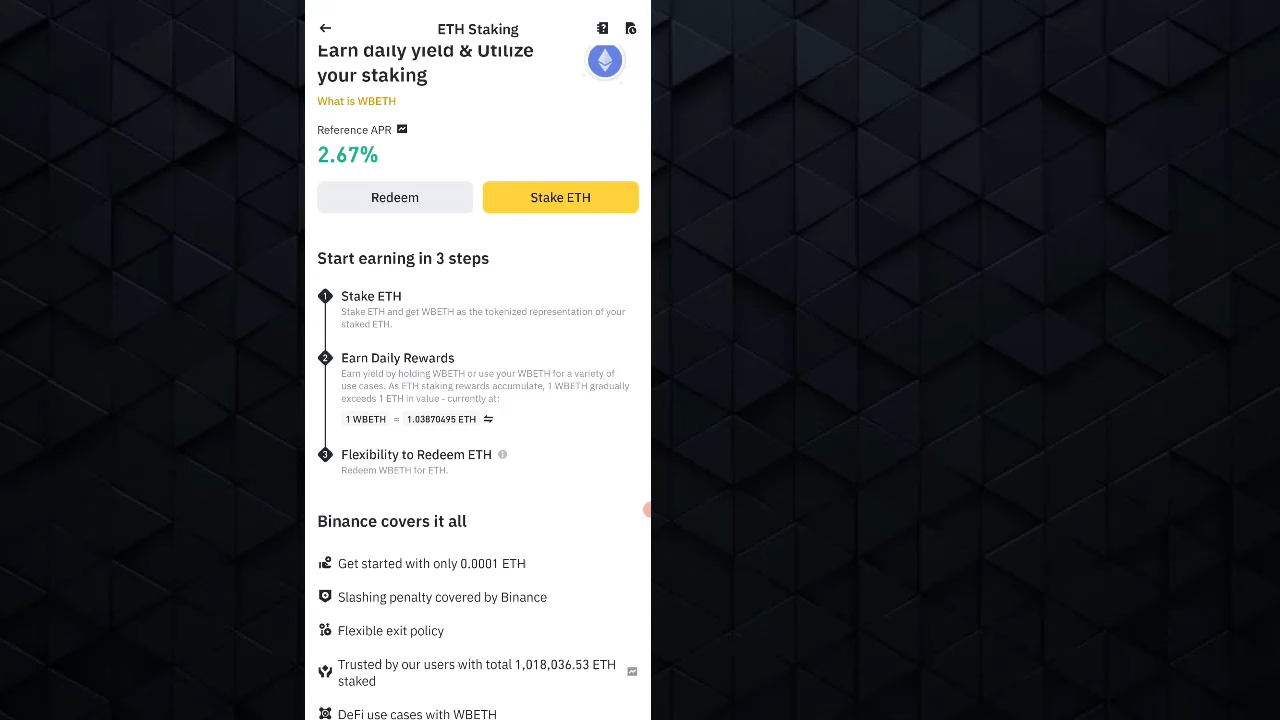 ETH Staking
Earn daily yield & Utilize
your staking
What is WBETH
Reference APR
2.67%
Redeem
Stake ETH
Start earning in 3 steps
1 Stake ETH
Stake ETH and get WBETH as the tokenized representation of your
staked ETH.
2 Earn Daily Rewards
Earn yield by holding WBETH or use your WBETH for a variety of
use cases. As ETH staking rewards accumulate, 1 WBETH gradually
exceeds 1 ETH in value - currently at:
1 WBETH = 1.03870495 ETH
3 Flexibility to Redeem ETH
Redeem WBETH for ETH.
Binance covers it all
Get started with only 0.0001 ETH
Slashing penalty covered by Binance
Flexible exit policy
Trusted by our users with total 1,018,036.53 ETH
staked
DeFi use cases with WBETH